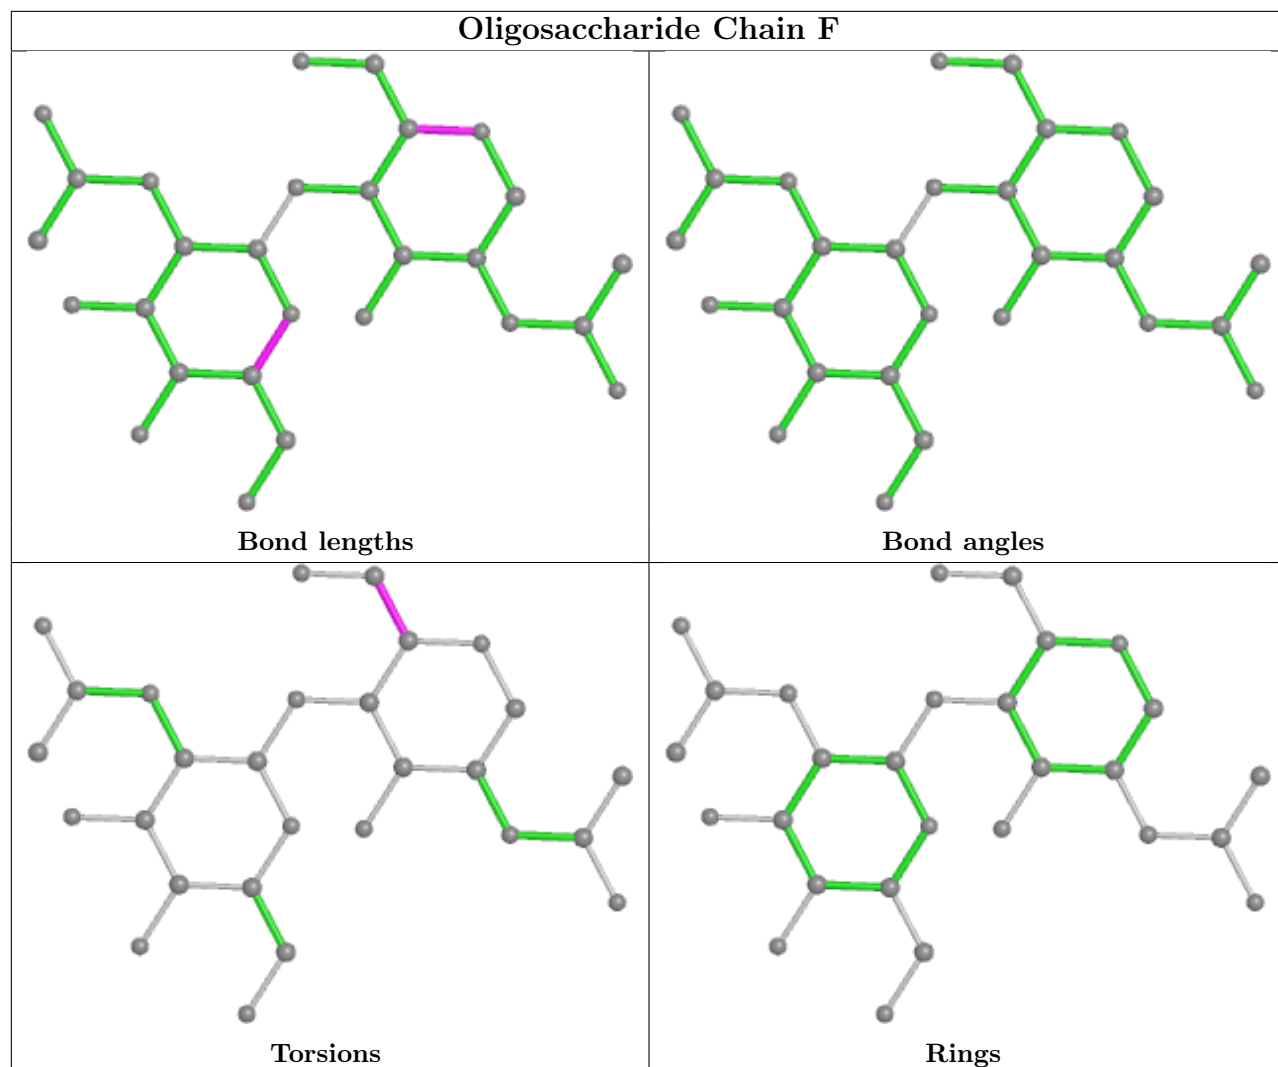 Oligosaccharide Chain F
Bond lengths
Bond angles
Torsions
Rings